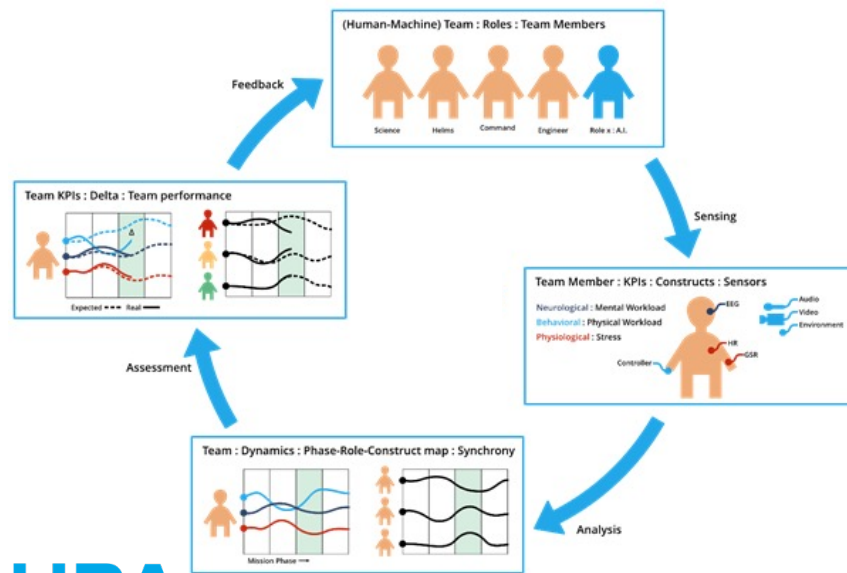 (Human-Machine) Team : Roles : Team Members
Science
Helms
Command
Engineer
Role x : A.I.
Feedback
Sensing
Team KPIs : Delta : Team performance
Δ
Expected
Real
Team Member : KPIs : Constructs : Sensors
Neurological : Mental Workload
Behavioral : Physical Workload
Physiological : Stress
EEG
HR
GSR
Controller
Audio
Video
Environment
Assessment
Team : Dynamics : Phase-Role-Construct map : Synchrony
Mission Phase
Analysis